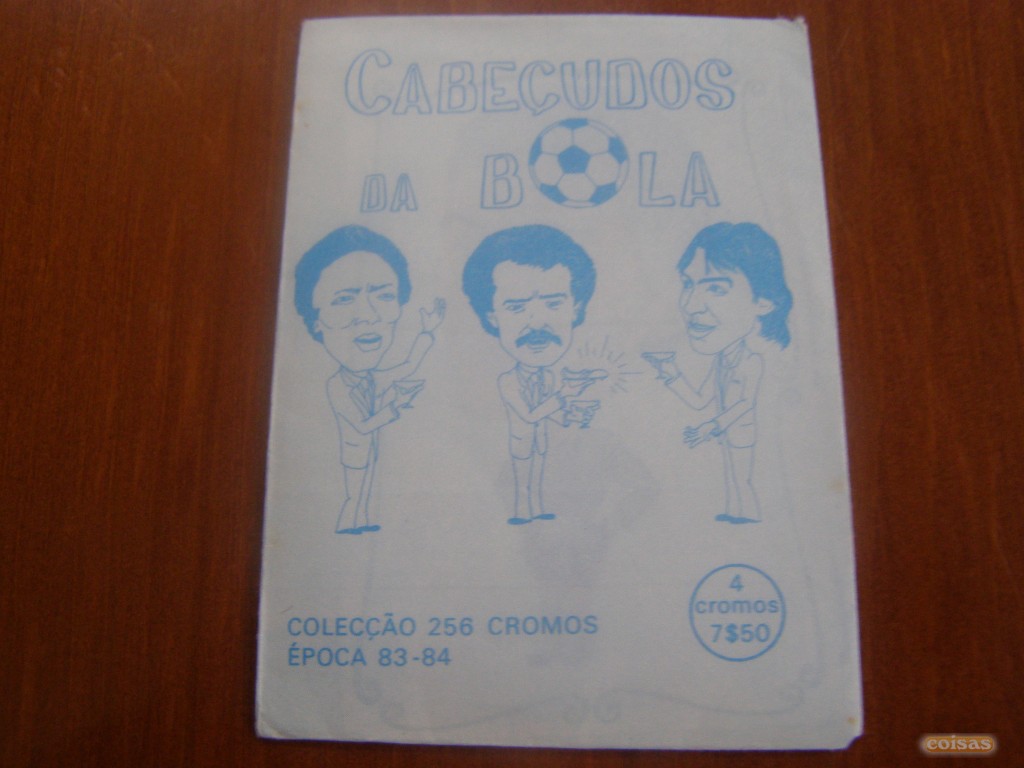 CABEÇUDOS
DA BOLA
COLECÇÃO 256 CROMOS
ÉPOCA 83-84
4
cromos
7$50
coisas